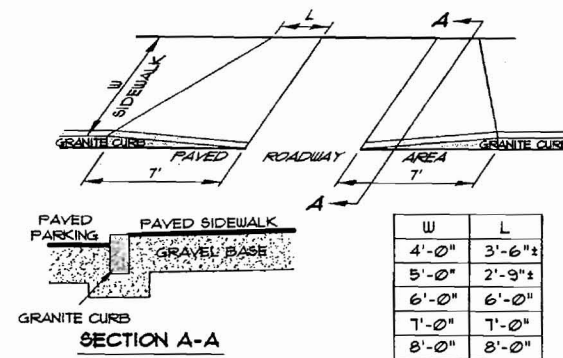 L
A
W
SIDEWALK
GRANITE CURB
PAVED ROADWAY AREA
GRANITE CURB
7'
7'
A
PAVED
PARKING
PAVED SIDEWALK
GRAVEL BASE
GRANITE CURB
SECTION A-A
W L
4'-0" 3'-6"±
5'-0" 2'-9"±
6'-0" 6'-0"
7'-0" 7'-0"
8'-0" 8'-0"